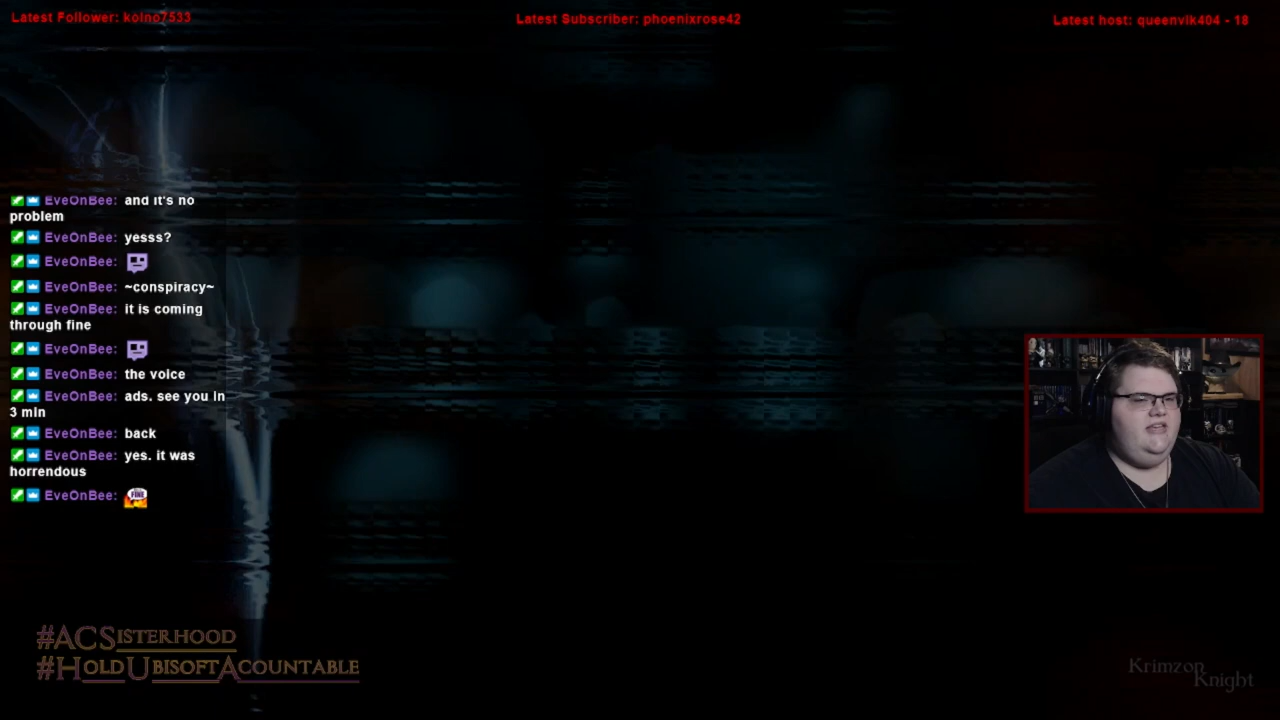 Latest Follower: kolno7533
Latest Subscriber: phoenixrose42
Latest host: queenvik404 - 18
EveOnBee: and it's no
problem
EveOnBee: yesss?
EveOnBee:
EveOnBee: ~conspiracy~
EveOnBee: it is coming
through fine
EveOnBee:
EveOnBee: the voice
EveOnBee: ads. see you in
3 min
EveOnBee: back
EveOnBee: yes. it was
horrendous
EveOnBee: FINE
#ACSisterhood
#HoldUbisoftAcountable
Krimzon
Knight